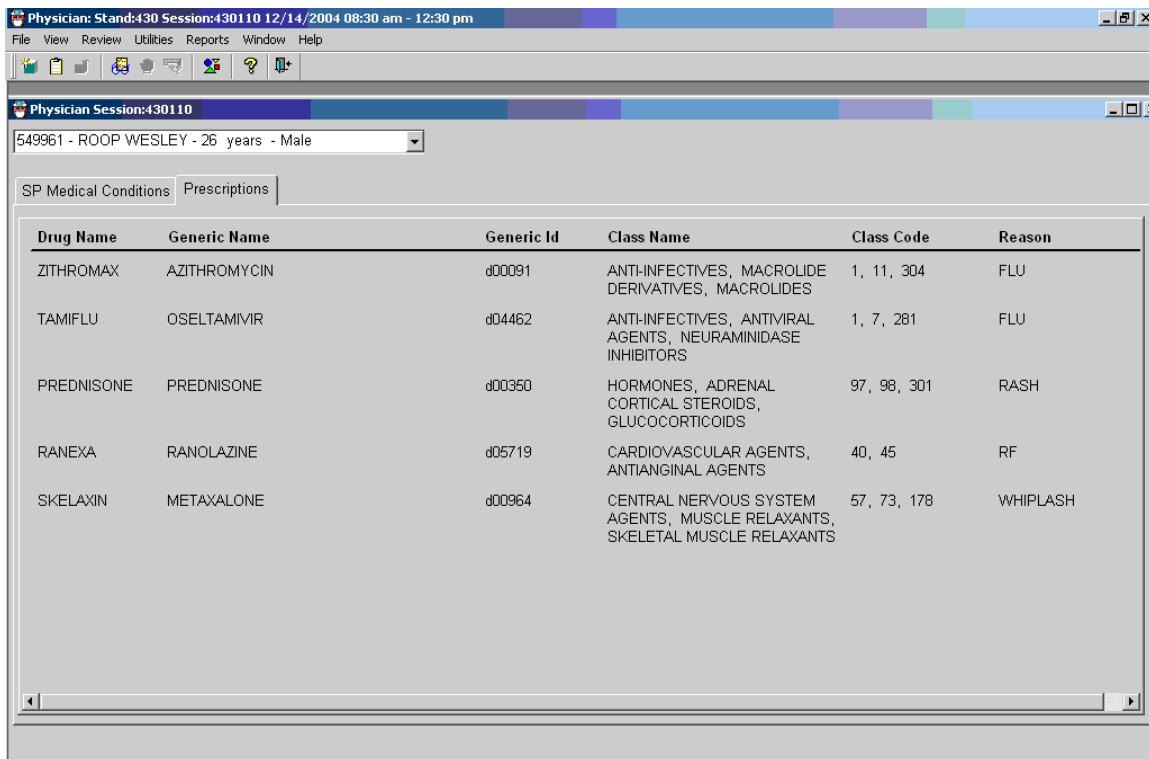 Physician: Stand:430 Session:430110 12/14/2004 08:30 am - 12:30 pm
File View Review Utilities Reports Window Help
Physician Session:430110
549961 - ROOP WESLEY - 26 years - Male
SP Medical Conditions Prescriptions
Drug Name Generic Name Generic Id Class Name Class Code Reason
ZITHROMAX AZITHROMYCIN d00091 ANTI-INFECTIVES, MACROLIDE 1, 11, 304 FLU
DERIVATIVES, MACROLIDES
TAMIFLU OSELTAMIVIR d04462 ANTI-INFECTIVES, ANTIVIRAL 1, 7, 281 FLU
AGENTS, NEURAMINIDASE
INHIBITORS
PREDNISONE PREDNISONE d00350 HORMONES, ADRENAL 97, 98, 301 RASH
CORTICAL STEROIDS,
GLUCOCORTICOIDS
RANEXA RANOLAZINE d05719 CARDIOVASCULAR AGENTS, 40, 45 RF
ANTIANGINAL AGENTS
SKELAXIN METAXALONE d00964 CENTRAL NERVOUS SYSTEM 57, 73, 178 WHIPLASH
AGENTS, MUSCLE RELAXANTS,
SKELETAL MUSCLE RELAXANTS